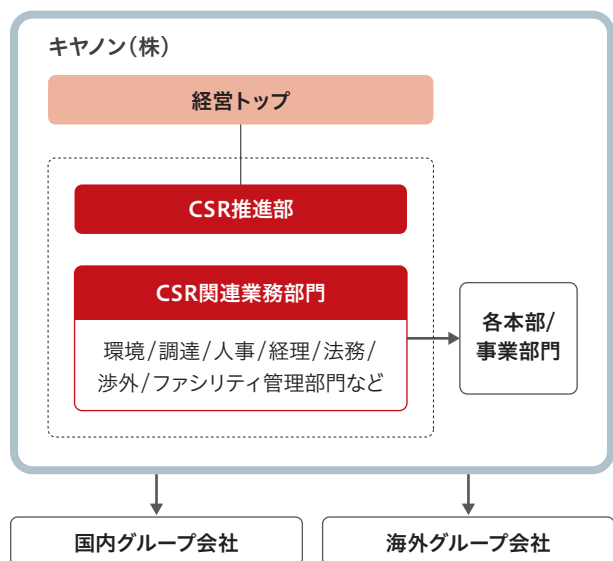 キヤノン(株)
経営トップ
CSR推進部
CSR関連業務部門
環境/調達/人事/経理/法務/
渉外/ファシリティ管理部門など
各本部/
事業部門
国内グループ会社
海外グループ会社